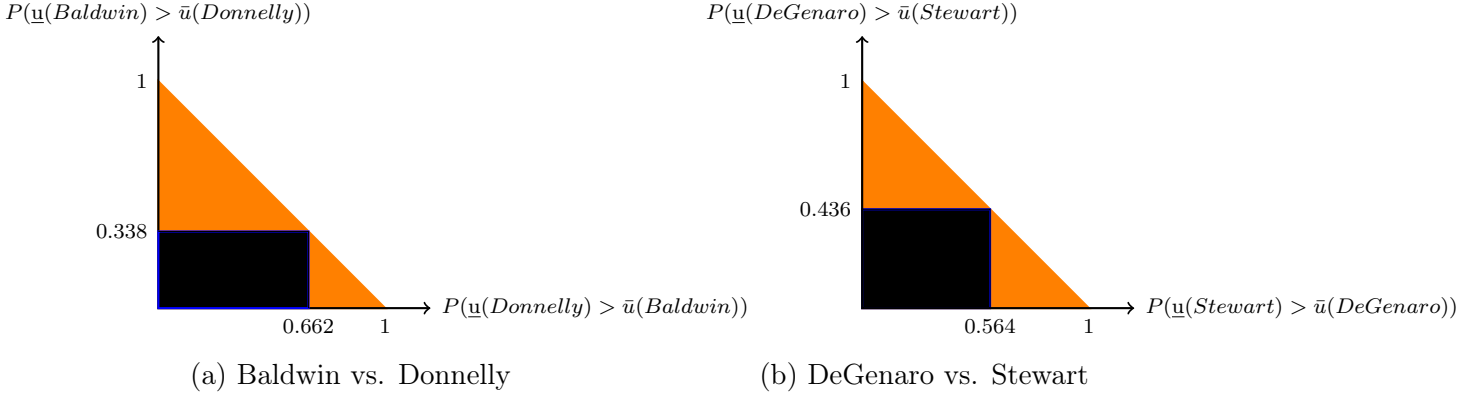 P(u̲(Baldwin) > ū(Donnelly))
1
0.338
0.662
1
P(u̲(Donnelly) > ū(Baldwin))
(a) Baldwin vs. Donnelly
P(u̲(DeGenaro) > ū(Stewart))
1
0.436
0.564
1
P(u̲(Stewart) > ū(DeGenaro))
(b) DeGenaro vs. Stewart